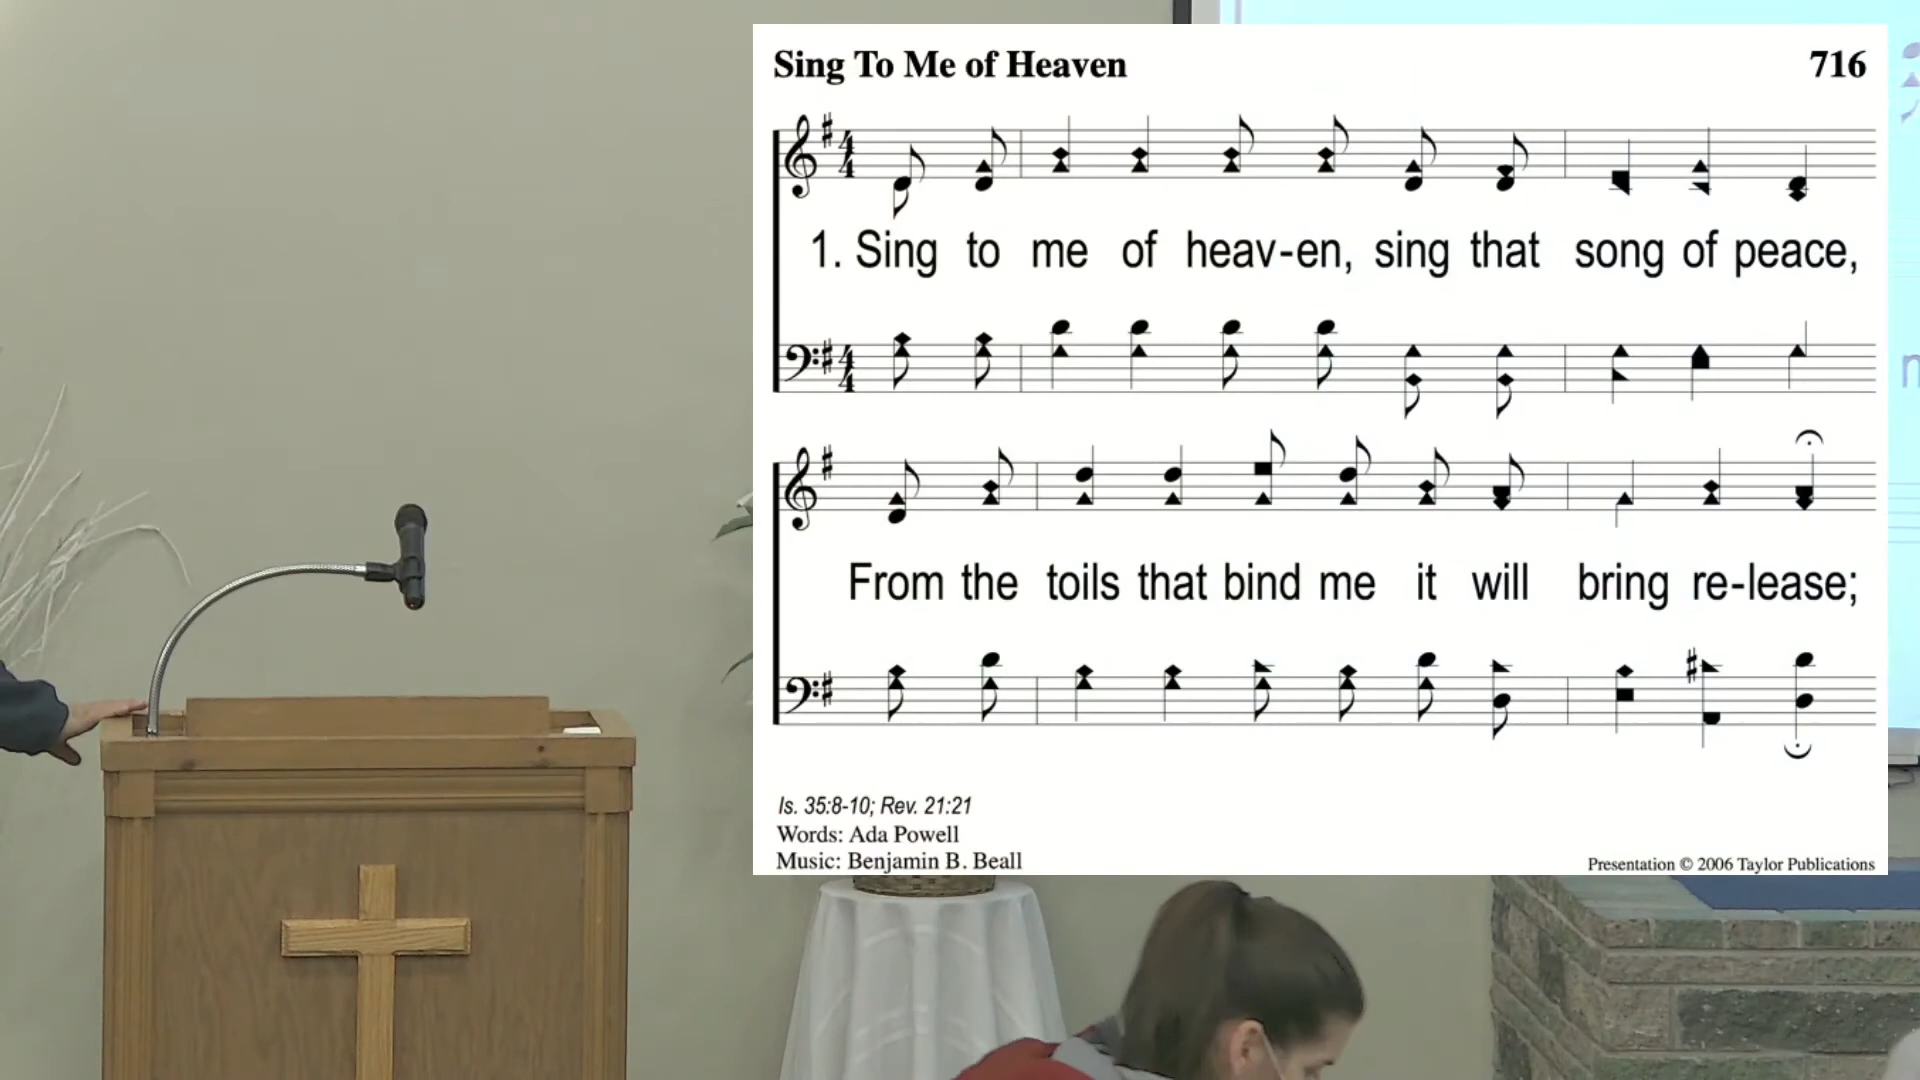 Sing To Me of Heaven 716
1. Sing to me of heav-en, sing that song of peace,
From the toils that bind me it will bring re-lease;
Is. 35:8-10; Rev. 21:21
Words: Ada Powell
Music: Benjamin B. Beall
Presentation © 2006 Taylor Publications